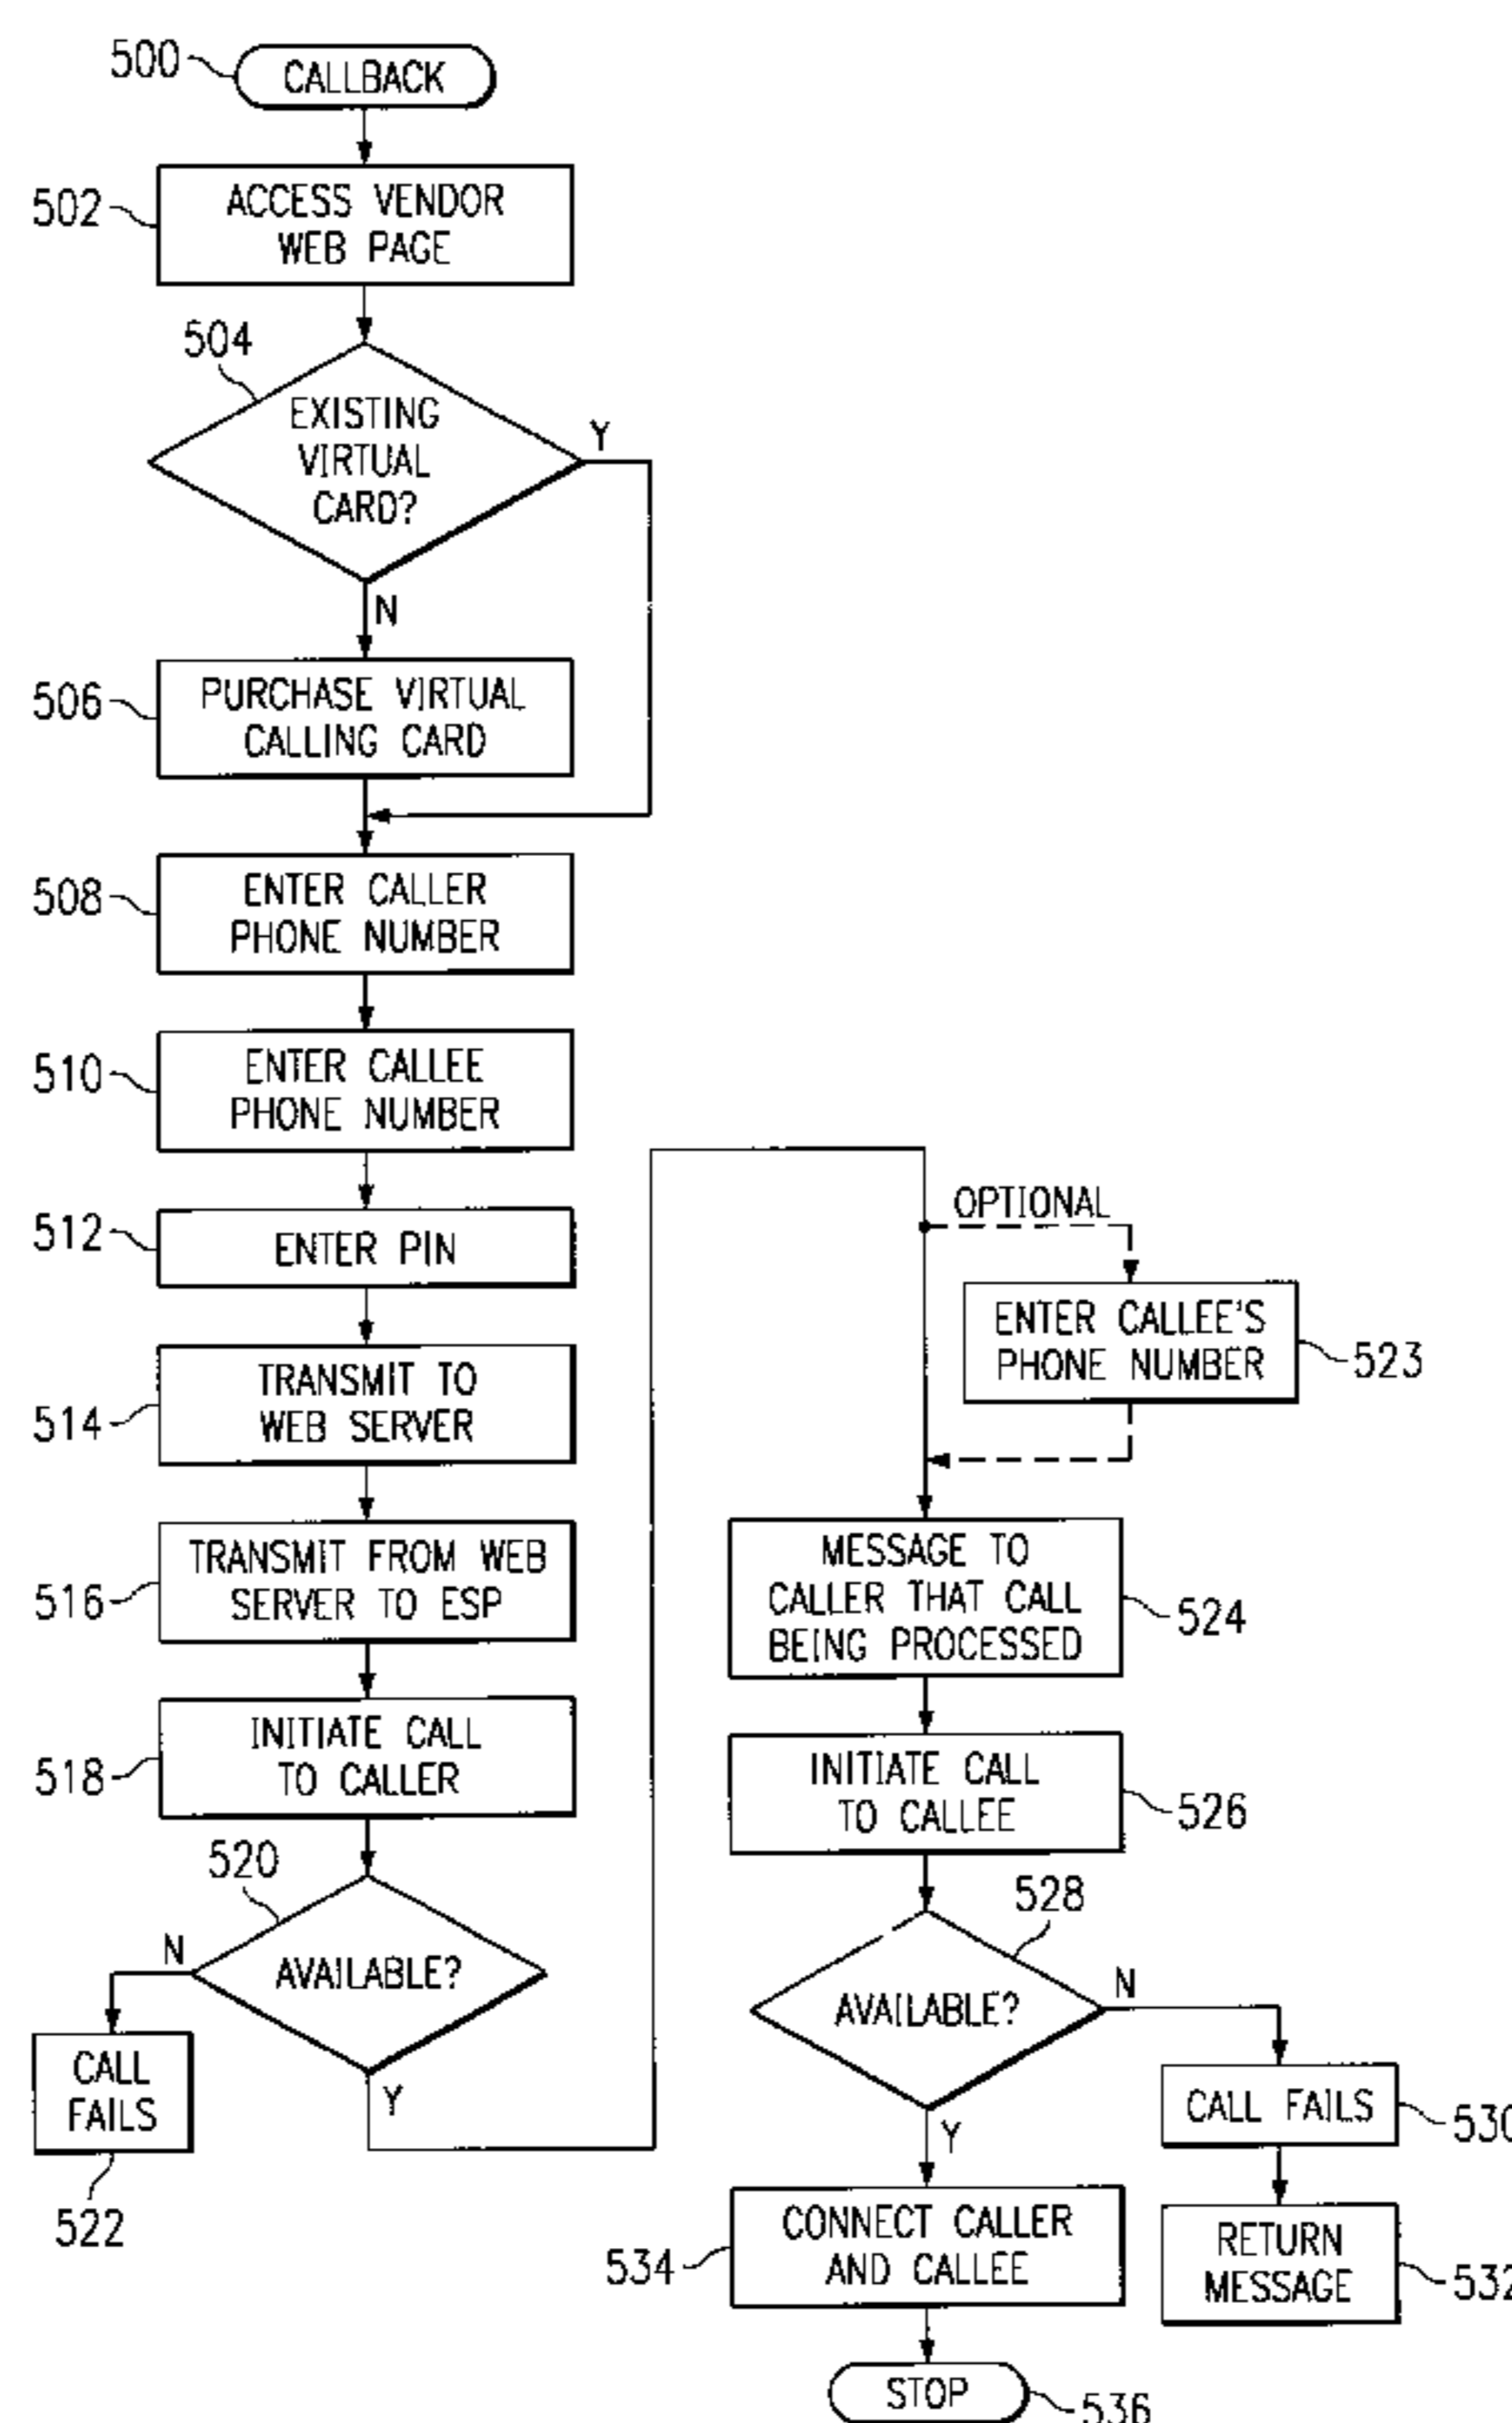 500
CALLBACK
502
ACCESS VENDOR
WEB PAGE
504
EXISTING
VIRTUAL
CARD?
Y
N
506
PURCHASE VIRTUAL
CALLING CARD
508
ENTER CALLER
PHONE NUMBER
510
ENTER CALLEE
PHONE NUMBER
512
ENTER PIN
514
TRANSMIT TO
WEB SERVER
516
TRANSMIT FROM WEB
SERVER TO ESP
518
INITIATE CALL
TO CALLER
520
AVAILABLE?
N
Y
CALL
FAILS
522
OPTIONAL
ENTER CALLEE'S
PHONE NUMBER
523
MESSAGE TO
CALLER THAT CALL
BEING PROCESSED
524
INITIATE CALL
TO CALLEE
526
528
AVAILABLE?
N
Y
CALL FAILS
530
RETURN
MESSAGE
532
534
CONNECT CALLER
AND CALLEE
STOP
536